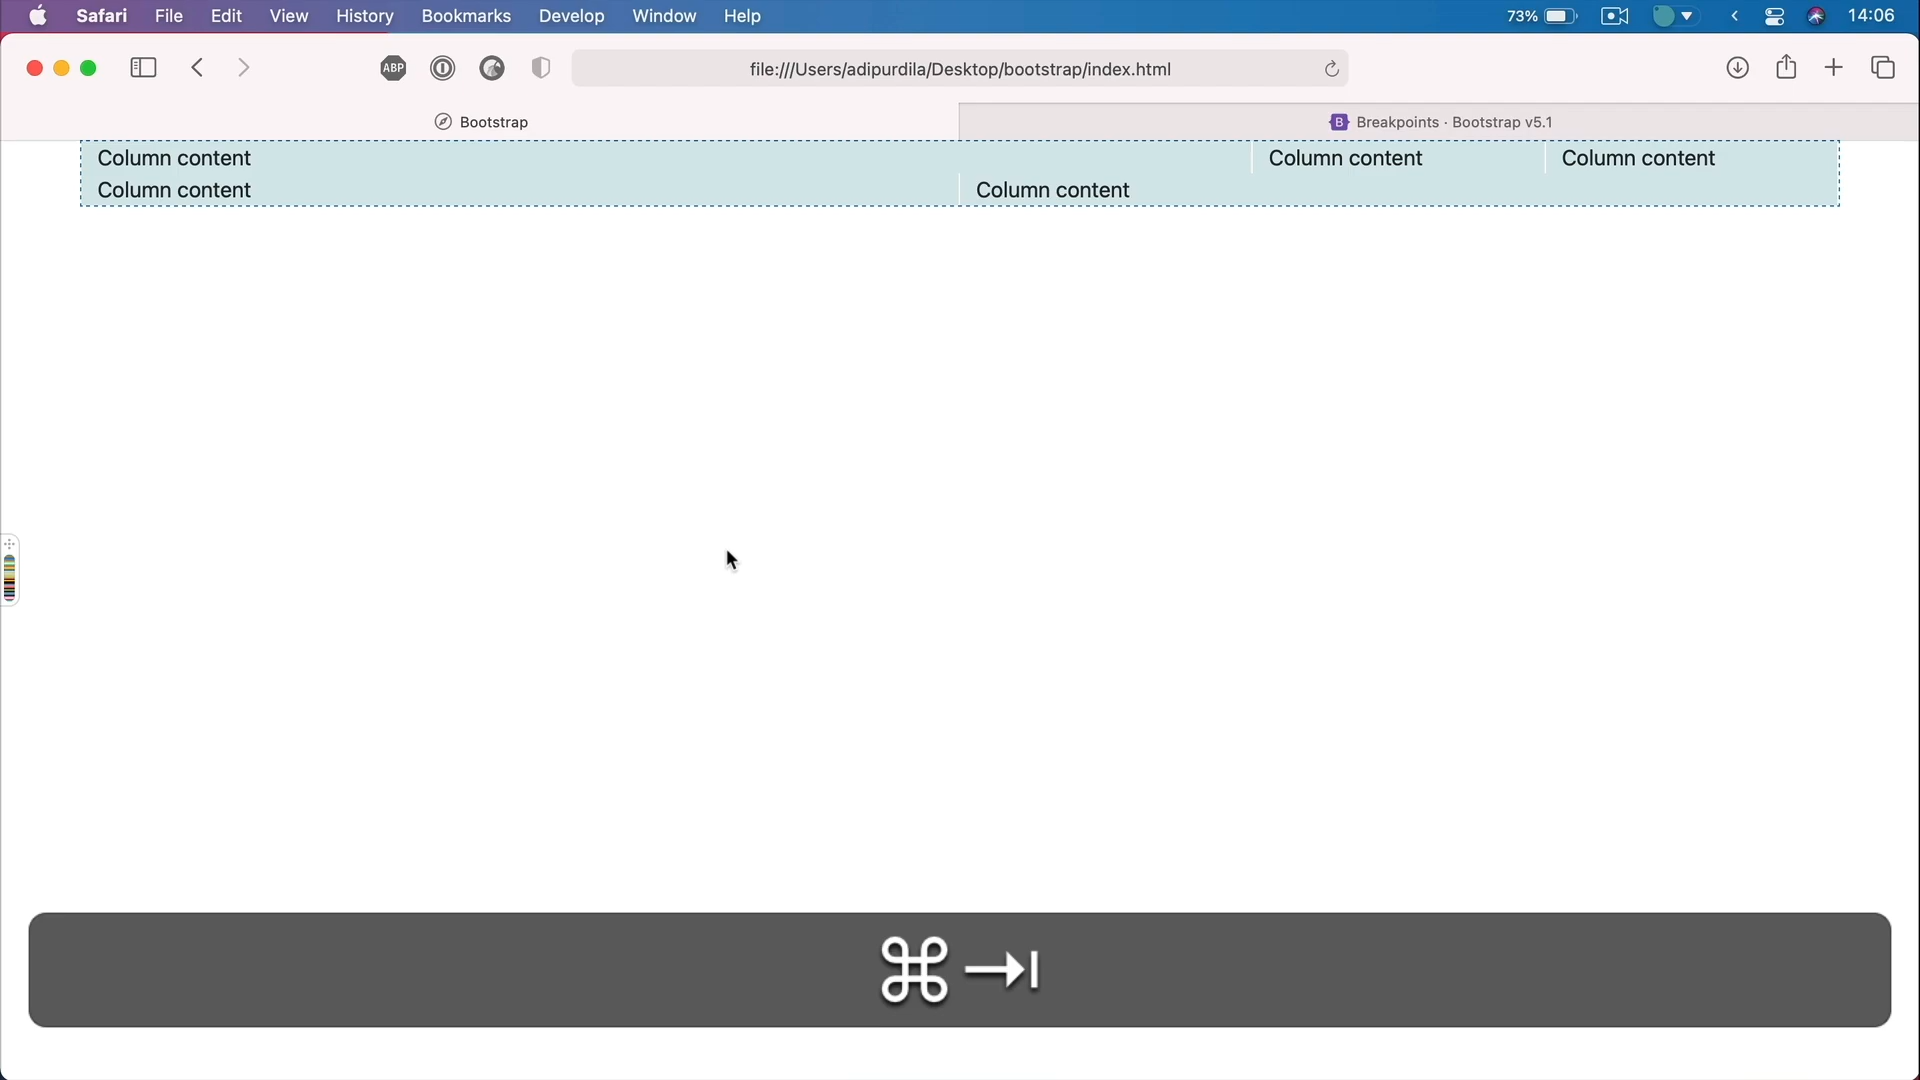 Safari File Edit View History Bookmarks Develop Window Help 73% 14:06
ABP file:///Users/adipurdila/Desktop/bootstrap/index.html
Bootstrap B Breakpoints · Bootstrap v5.1
Column content Column content Column content
Column content Column content
⌘ ⇥